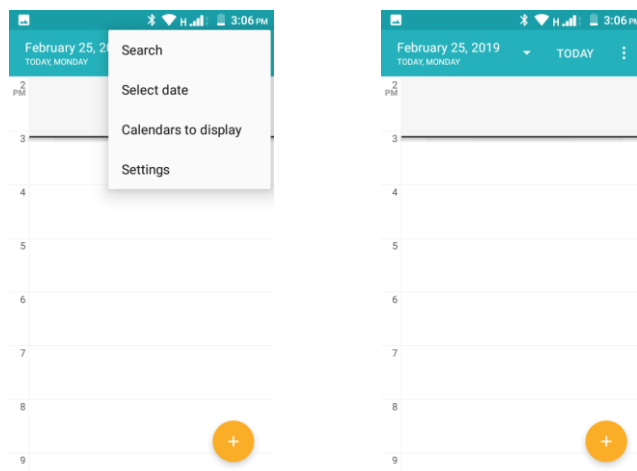 H 3:06 PM
February 25, 20
TODAY, MONDAY
Search
Select date
Calendars to display
Settings
2
PM
3
4
5
6
7
8
9
+
H 3:06 PM
February 25, 2019
TODAY, MONDAY
TODAY
2
PM
3
4
5
6
7
8
9
+